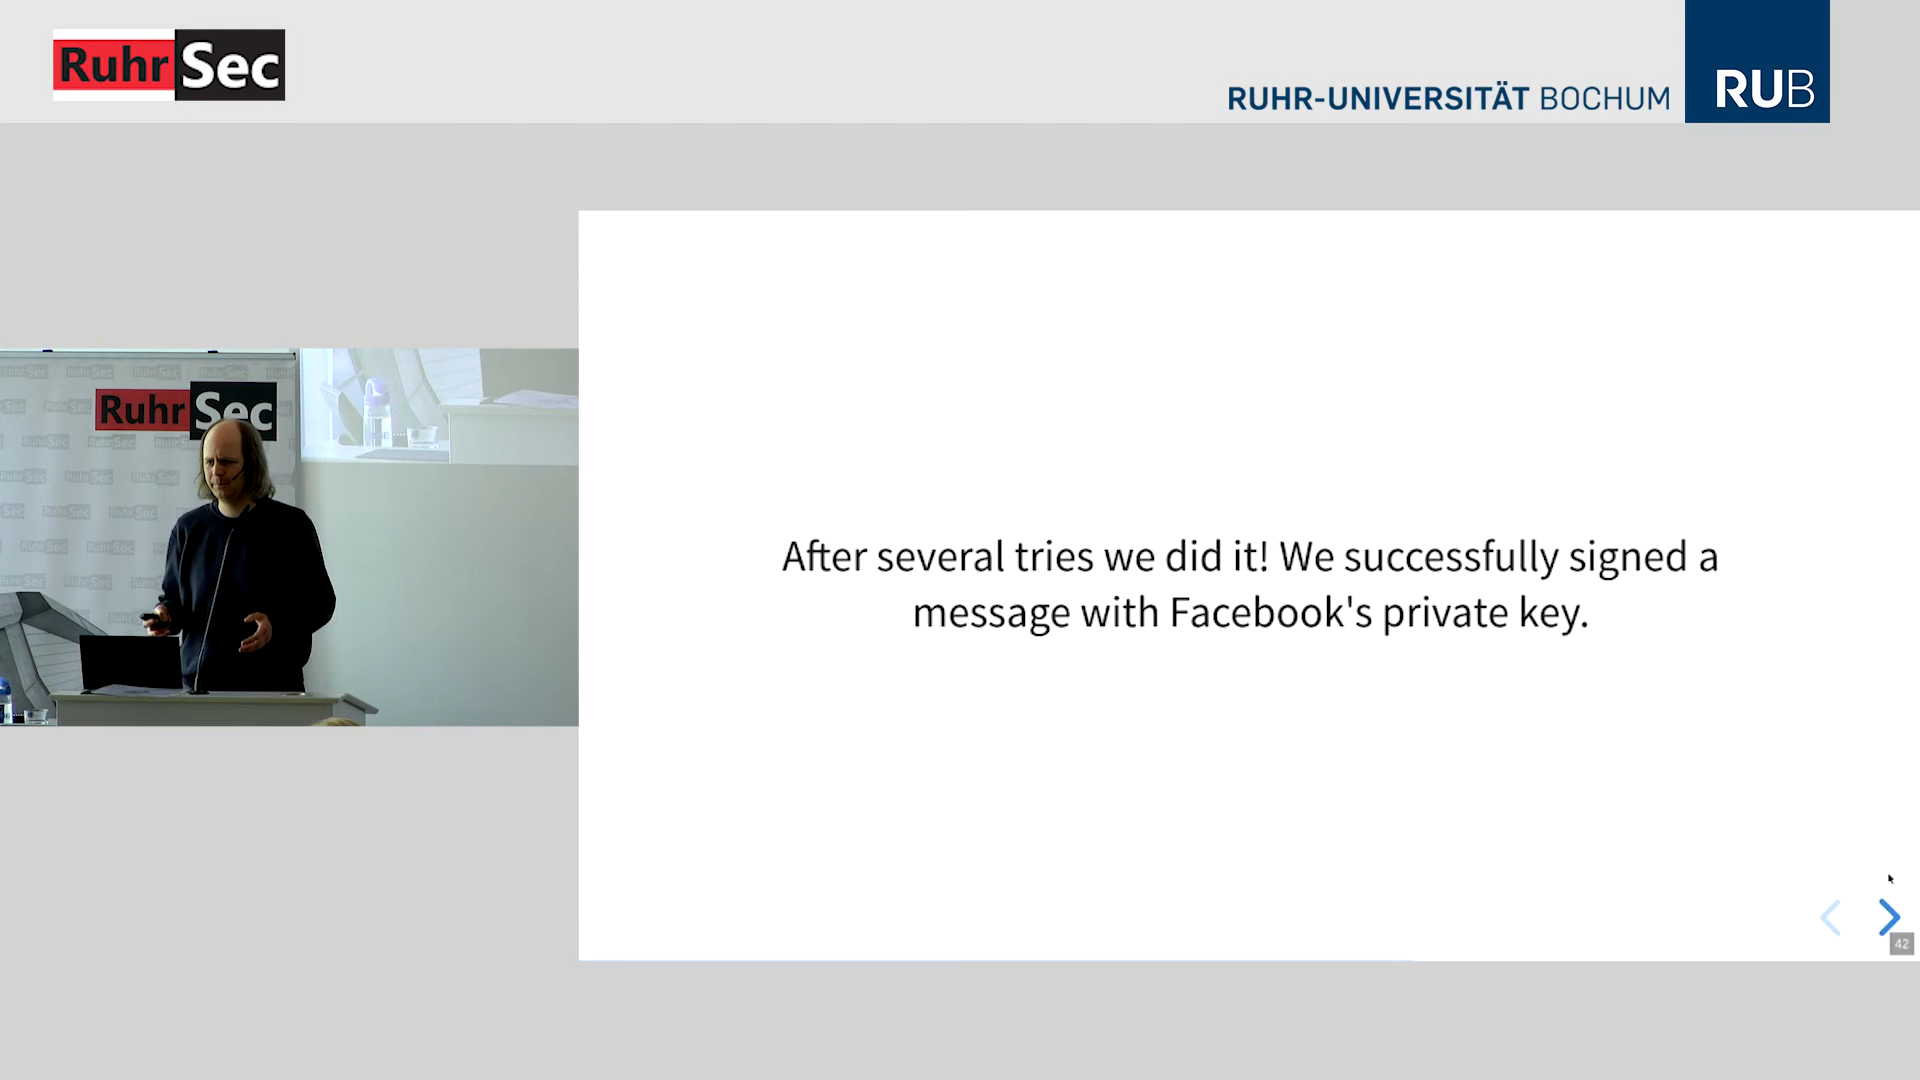 RuhrSec
RUHR-UNIVERSITÄT BOCHUM
RUB
RuhrSec
After several tries we did it! We successfully signed a
message with Facebook's private key.
42